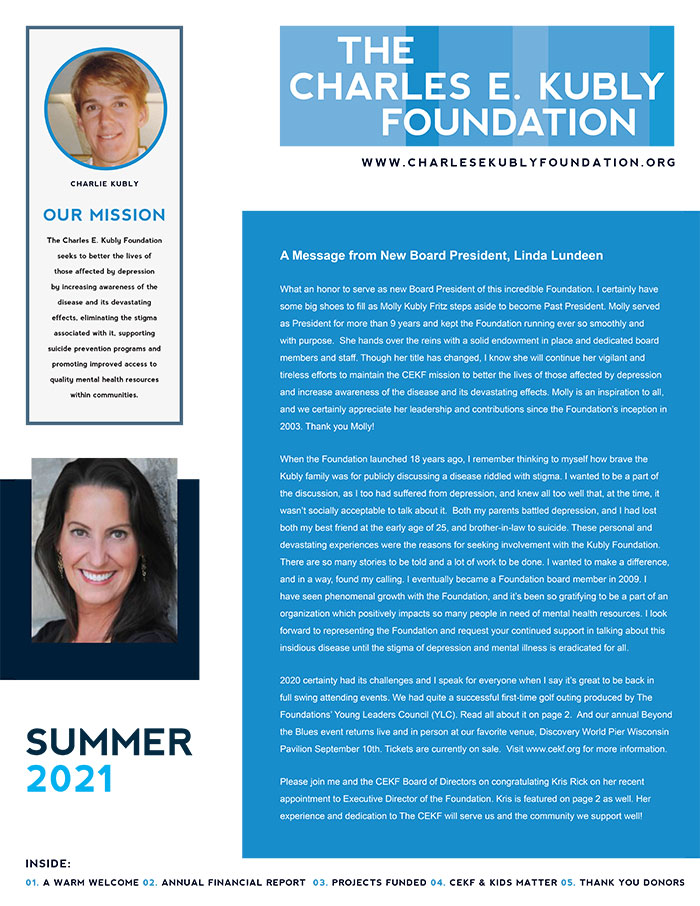 THE
CHARLES E. KUBLY
FOUNDATION
WWW.CHARLESEKUBLYFOUNDATION.ORG
CHARLIE KUBLY
OUR MISSION
The Charles E. Kubly Foundation
seeks to better the lives of
those affected by depression
by increasing awareness of the
disease and its devastating
effects, eliminating the stigma
associated with it, supporting
suicide prevention programs and
promoting improved access to
quality mental health resources
within communities.
A Message from New Board President, Linda Lundeen
What an honor to serve as new Board President of this incredible Foundation. I certainly have
some big shoes to fill as Molly Kubly Fritz steps aside to become Past President. Molly served
as President for more than 9 years and kept the Foundation running ever so smoothly and
with purpose.  She hands over the reins with a solid endowment in place and dedicated board
members and staff. Though her title has changed, I know she will continue her vigilant and
tireless efforts to maintain the CEKF mission to better the lives of those affected by depression
and increase awareness of the disease and its devastating effects. Molly is an inspiration to all,
and we certainly appreciate her leadership and contributions since the Foundation's inception in
2003. Thank you Molly!
When the Foundation launched 18 years ago, I remember thinking to myself how brave the
Kubly family was for publicly discussing a disease riddled with stigma. I wanted to be a part of
the discussion, as I too had suffered from depression, and knew all too well that, at the time, it
wasn't socially acceptable to talk about it.  Both my parents battled depression, and I had lost
both my best friend at the early age of 25, and brother-in-law to suicide. These personal and
devastating experiences were the reasons for seeking involvement with the Kubly Foundation.
There are so many stories to be told and a lot of work to be done. I wanted to make a difference,
and in a way, found my calling. I eventually became a Foundation board member in 2009. I
have seen phenomenal growth with the Foundation, and it's been so gratifying to be a part of an
organization which positively impacts so many people in need of mental health resources. I look
forward to representing the Foundation and request your continued support in talking about this
insidious disease until the stigma of depression and mental illness is eradicated for all.
2020 certainty had its challenges and I speak for everyone when I say it's great to be back in
full swing attending events. We had quite a successful first-time golf outing produced by The
Foundations' Young Leaders Council (YLC). Read all about it on page 2.  And our annual Beyond
the Blues event returns live and in person at our favorite venue, Discovery World Pier Wisconsin
Pavilion September 10th. Tickets are currently on sale.  Visit www.cekf.org for more information.
Please join me and the CEKF Board of Directors on congratulating Kris Rick on her recent
appointment to Executive Director of the Foundation. Kris is featured on page 2 as well. Her
experience and dedication to The CEKF will serve us and the community we support well!
SUMMER
2021
INSIDE:
01. A WARM WELCOME 02. ANNUAL FINANCIAL REPORT  03. PROJECTS FUNDED 04. CEKF & KIDS MATTER 05. THANK YOU DONORS